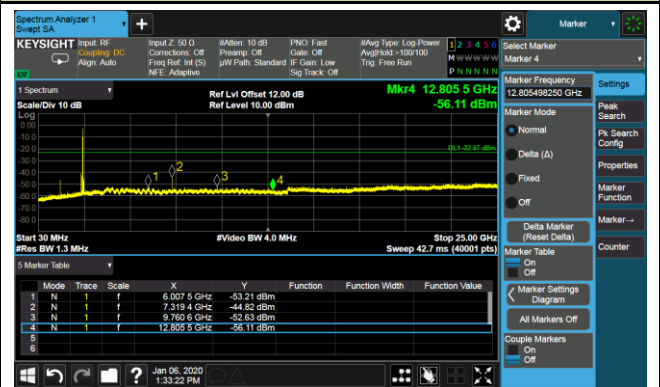 Spectrum Analyzer 1
Swept SA
Marker
KEYSIGHT
Input: RF
Coupling: DC
Align: Auto
Input Z: 50 Ω
Corrections: Off
Freq Ref: Int (S)
NFE: Adaptive
#Atten: 10 dB
Preamp: Off
µW Path: Standard
PNO: Fast
Gate: Off
IF Gain: Low
Sig Track: Off
#Avg Type: Log-Power
Avg|Hold:>100/100
Trig: Free Run
1 2 3 4 5 6
M W W W W W
P N N N N N
Select Marker
Marker 4
1 Spectrum
Scale/Div 10 dB
Ref Lvl Offset 12.00 dB
Ref Level 10.00 dBm
Mkr4 12.805 5 GHz
-56.11 dBm
Log
0.00
-10.0
-20.0
-30.0
-40.0
-50.0
-60.0
-70.0
-80.0
DL1 -22.97 dBm
1
2
3
4
Start 30 MHz
#Res BW 1.3 MHz
#Video BW 4.0 MHz
Stop 25.00 GHz
Sweep 42.7 ms (40001 pts)
5 Marker Table
Mode Trace Scale X Y Function Function Width Function Value
1 N 1 f 6.007 5 GHz -53.21 dBm
2 N 1 f 7.319 4 GHz -44.82 dBm
3 N 1 f 9.760 6 GHz -52.63 dBm
4 N 1 f 12.805 5 GHz -56.11 dBm
5
6
Marker Frequency
12.805498250 GHz
Marker Mode
Normal
Delta (Δ)
Fixed
Off
Delta Marker
(Reset Delta)
Marker Table
On
Off
Marker Settings
Diagram
All Markers Off
Couple Markers
On
Off
Settings
Peak
Search
Pk Search
Config
Properties
Marker
Function
Marker→
Counter
?
Jan 06, 2020
1:33:22 PM